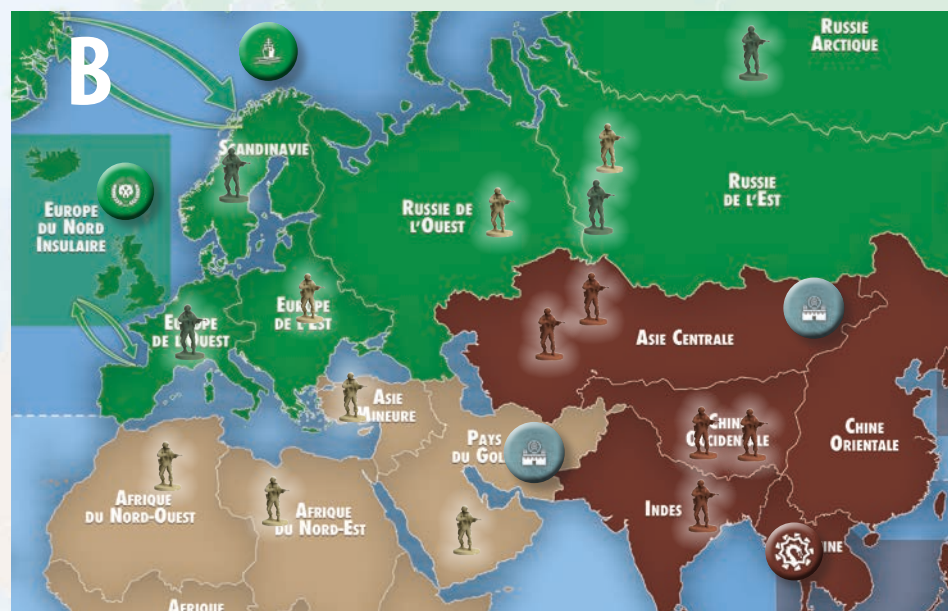 B
RUSSIE
ARCTIQUE
SCANDINAVIE
EUROPE
DU NORD
INSULAIRE
RUSSIE DE
L'OUEST
RUSSIE
DE L'EST
EUROPE
DE L'EST
EUROPE
DE L'OUEST
ASIE CENTRALE
ASIE
MINEURE
PAYS
DU
CHINE
OCCIDENTALE
CHINE
ORIENTALE
AFRIQUE
DU NORD-OUEST
AFRIQUE
DU NORD-EST
INDES
AFRIQUE